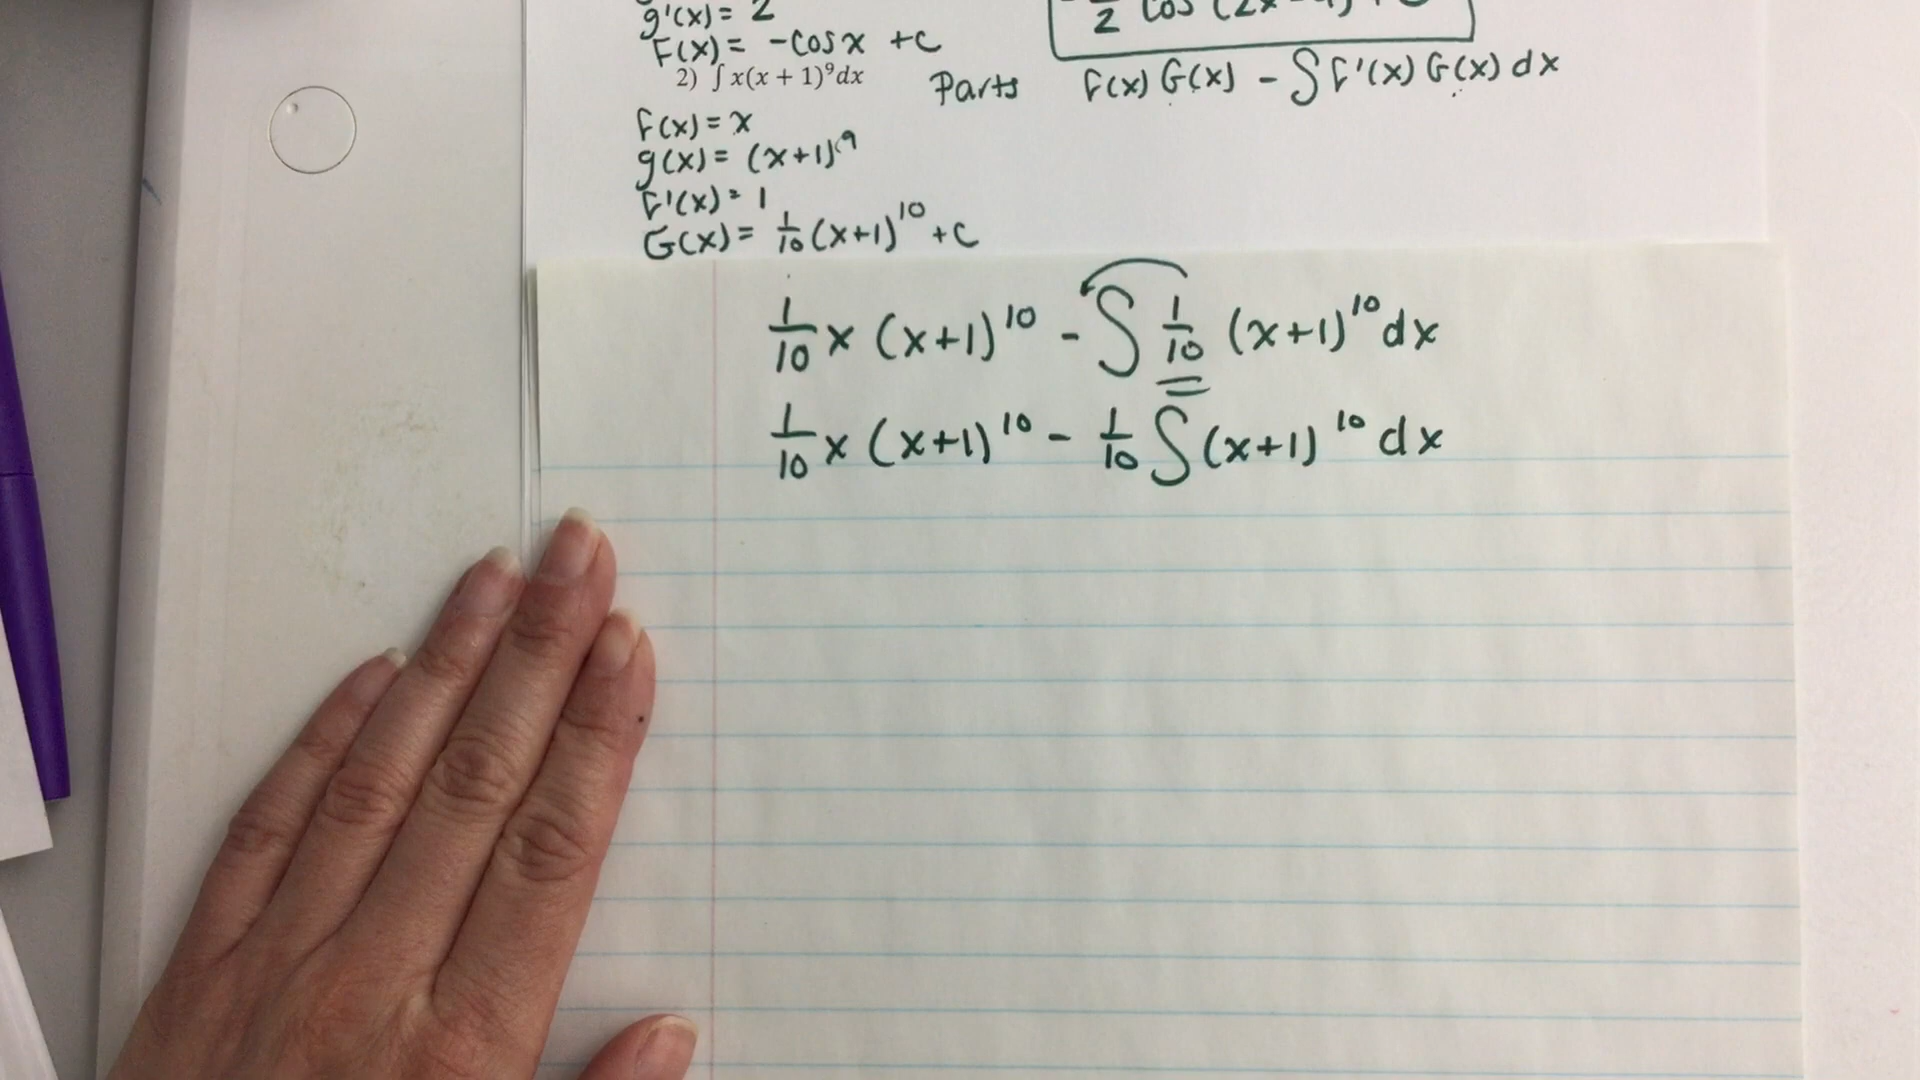 g'(x) = 2
F(x) = -cosx +c
2) ∫x(x + 1)⁹dx
Parts f(x) G(x) - ∫ f'(x) G(x) dx
f(x) = x
g(x) = (x+1)⁹
f'(x) = 1
G(x) = 1/10 (x+1)¹⁰ +c
1/10 x (x+1)¹⁰ - ∫ 1/10 (x+1)¹⁰ dx
1/10 x (x+1)¹⁰ - 1/10 ∫ (x+1)¹⁰ dx